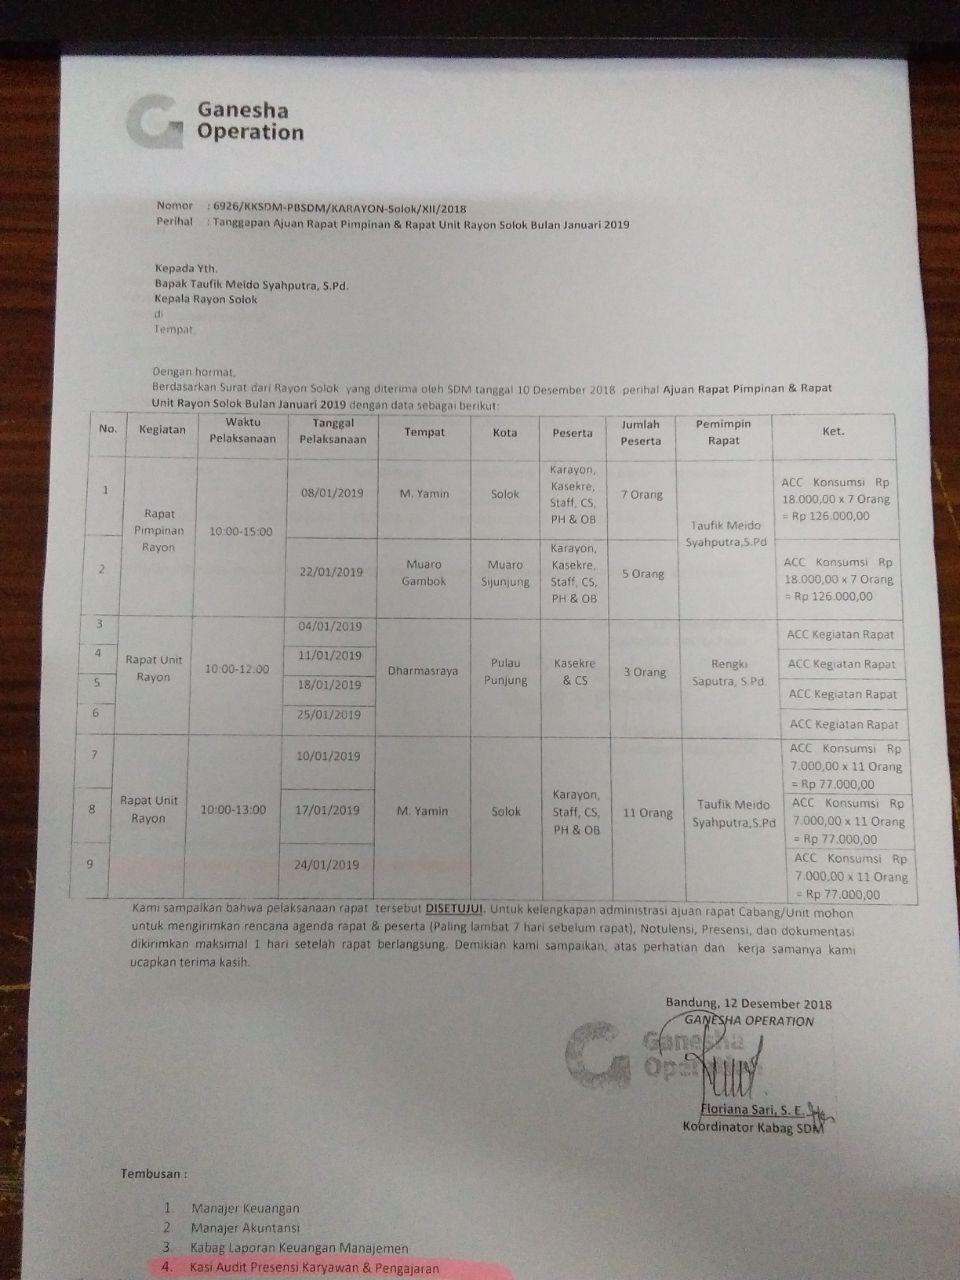 Ganesha
Operation
Nomor : 6926/KKSDM-PBSDM/KARAYON-Solok/XII/2018
Perihal : Tanggapan Ajuan Rapat Pimpinan & Rapat Unit Rayon Solok Bulan Januari 2019
Kepada Yth.
Bapak Taufik Meido Syahputra, S.Pd.
Kepala Rayon Solok
di
Tempat.
Dengan hormat,
Berdasarkan Surat dari Rayon Solok yang diterima oleh SDM tanggal 10 Desember 2018 perihal Ajuan Rapat Pimpinan & Rapat
Unit Rayon Solok Bulan Januari 2019 dengan data sebagai berikut:
No. Kegiatan Waktu Pelaksanaan Tanggal Pelaksanaan Tempat Kota Peserta Jumlah Peserta Pemimpin Rapat Ket.
1 Rapat Pimpinan Rayon 10:00-15:00 08/01/2019 M. Yamin Solok Karayon, Kasekre, Staff, CS, PH & OB 7 Orang Taufik Meido Syahputra,S.Pd ACC Konsumsi Rp 18.000,00 x 7 Orang = Rp 126.000,00
2 22/01/2019 Muaro Gambok Muaro Sijunjung Karayon, Kasekre, Staff, CS, PH & OB 5 Orang ACC Konsumsi Rp 18.000,00 x 7 Orang = Rp 126.000,00
3 Rapat Unit Rayon 10:00-12:00 04/01/2019 Dharmasraya Pulau Punjung Kasekre & CS 3 Orang Rengki Saputra, S.Pd. ACC Kegiatan Rapat
4 11/01/2019 ACC Kegiatan Rapat
5 18/01/2019 ACC Kegiatan Rapat
6 25/01/2019 ACC Kegiatan Rapat
7 Rapat Unit Rayon 10:00-13:00 10/01/2019 M. Yamin Solok Karayon, Staff, CS, PH & OB 11 Orang Taufik Meido Syahputra,S.Pd ACC Konsumsi Rp 7.000,00 x 11 Orang = Rp 77.000,00
8 17/01/2019 ACC Konsumsi Rp 7.000,00 x 11 Orang = Rp 77.000,00
9 24/01/2019 ACC Konsumsi Rp 7.000,00 x 11 Orang = Rp 77.000,00
Kami sampaikan bahwa pelaksanaan rapat tersebut DISETUJUI. Untuk kelengkapan administrasi ajuan rapat Cabang/Unit mohon
untuk mengirimkan rencana agenda rapat & peserta (Paling lambat 7 hari sebelum rapat), Notulensi, Presensi, dan dokumentasi
dikirimkan maksimal 1 hari setelah rapat berlangsung. Demikian kami sampaikan, atas perhatian dan kerja samanya kami
ucapkan terima kasih.
Bandung, 12 Desember 2018
GANESHA OPERATION
Ganesha
Operation
Floriana Sari, S. E.
Koordinator Kabag SDM
Tembusan :
1. Manajer Keuangan
2 Manajer Akuntansi
3. Kabag Laporan Keuangan Manajemen
4. Kasi Audit Presensi Karyawan & Pengajaran